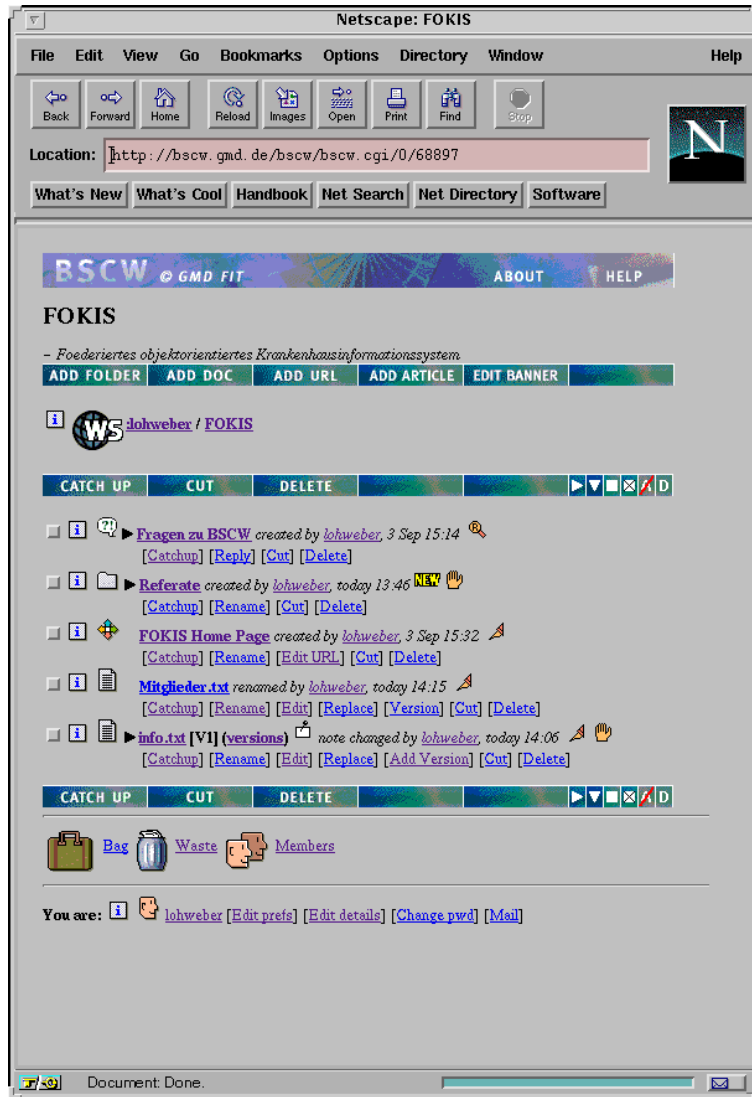 Netscape: FOKIS
File Edit View Go Bookmarks Options Directory Window Help
Back Forward Home Reload Images Open Print Find Stop
N
Location: http://bscw.gmd.de/bscw/bscw.cgi/0/68897
What's New What's Cool Handbook Net Search Net Directory Software
BSCW © GMD FIT ABOUT HELP
FOKIS
– Foederiertes objektorientiertes Krankenhausinformationssystem
ADD FOLDER ADD DOC ADD URL ADD ARTICLE EDIT BANNER
i WS :lohweber / FOKIS
CATCH UP CUT DELETE D
i ?! Fragen zu BSCW created by lohweber, 3 Sep 15:14 R
[Catchup] [Reply] [Cut] [Delete]
i Referate created by lohweber, today 13:46 NEW
[Catchup] [Rename] [Cut] [Delete]
i FOKIS Home Page created by lohweber, 3 Sep 15:32
[Catchup] [Rename] [Edit URL] [Cut] [Delete]
i Mitglieder.txt renamed by lohweber, today 14:15
[Catchup] [Rename] [Edit] [Replace] [Version] [Cut] [Delete]
i info.txt [V1] (versions) note changed by lohweber, today 14:06
[Catchup] [Rename] [Edit] [Replace] [Add Version] [Cut] [Delete]
CATCH UP CUT DELETE D
Bag Waste Members
You are: i lohweber [Edit prefs] [Edit details] [Change pwd] [Mail]
Document: Done.